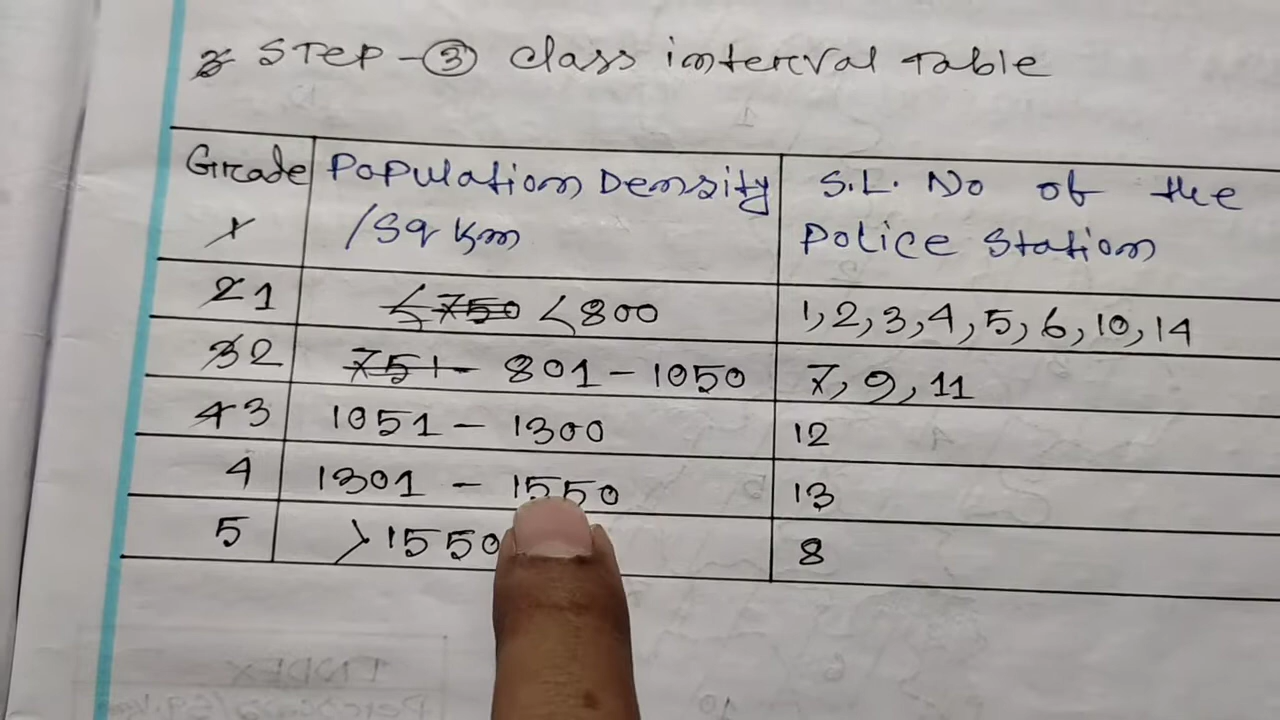 STEP - ③ Class interval Table
Grade Population Density S.L. No of the
/Sq km Police Station
1 <750 <800 1, 2, 3, 4, 5, 6, 10, 14
2 751 - 801 - 1050 7, 9, 11
3 1051 - 1300 12
4 1301 - 1550 13
5 >1550 8